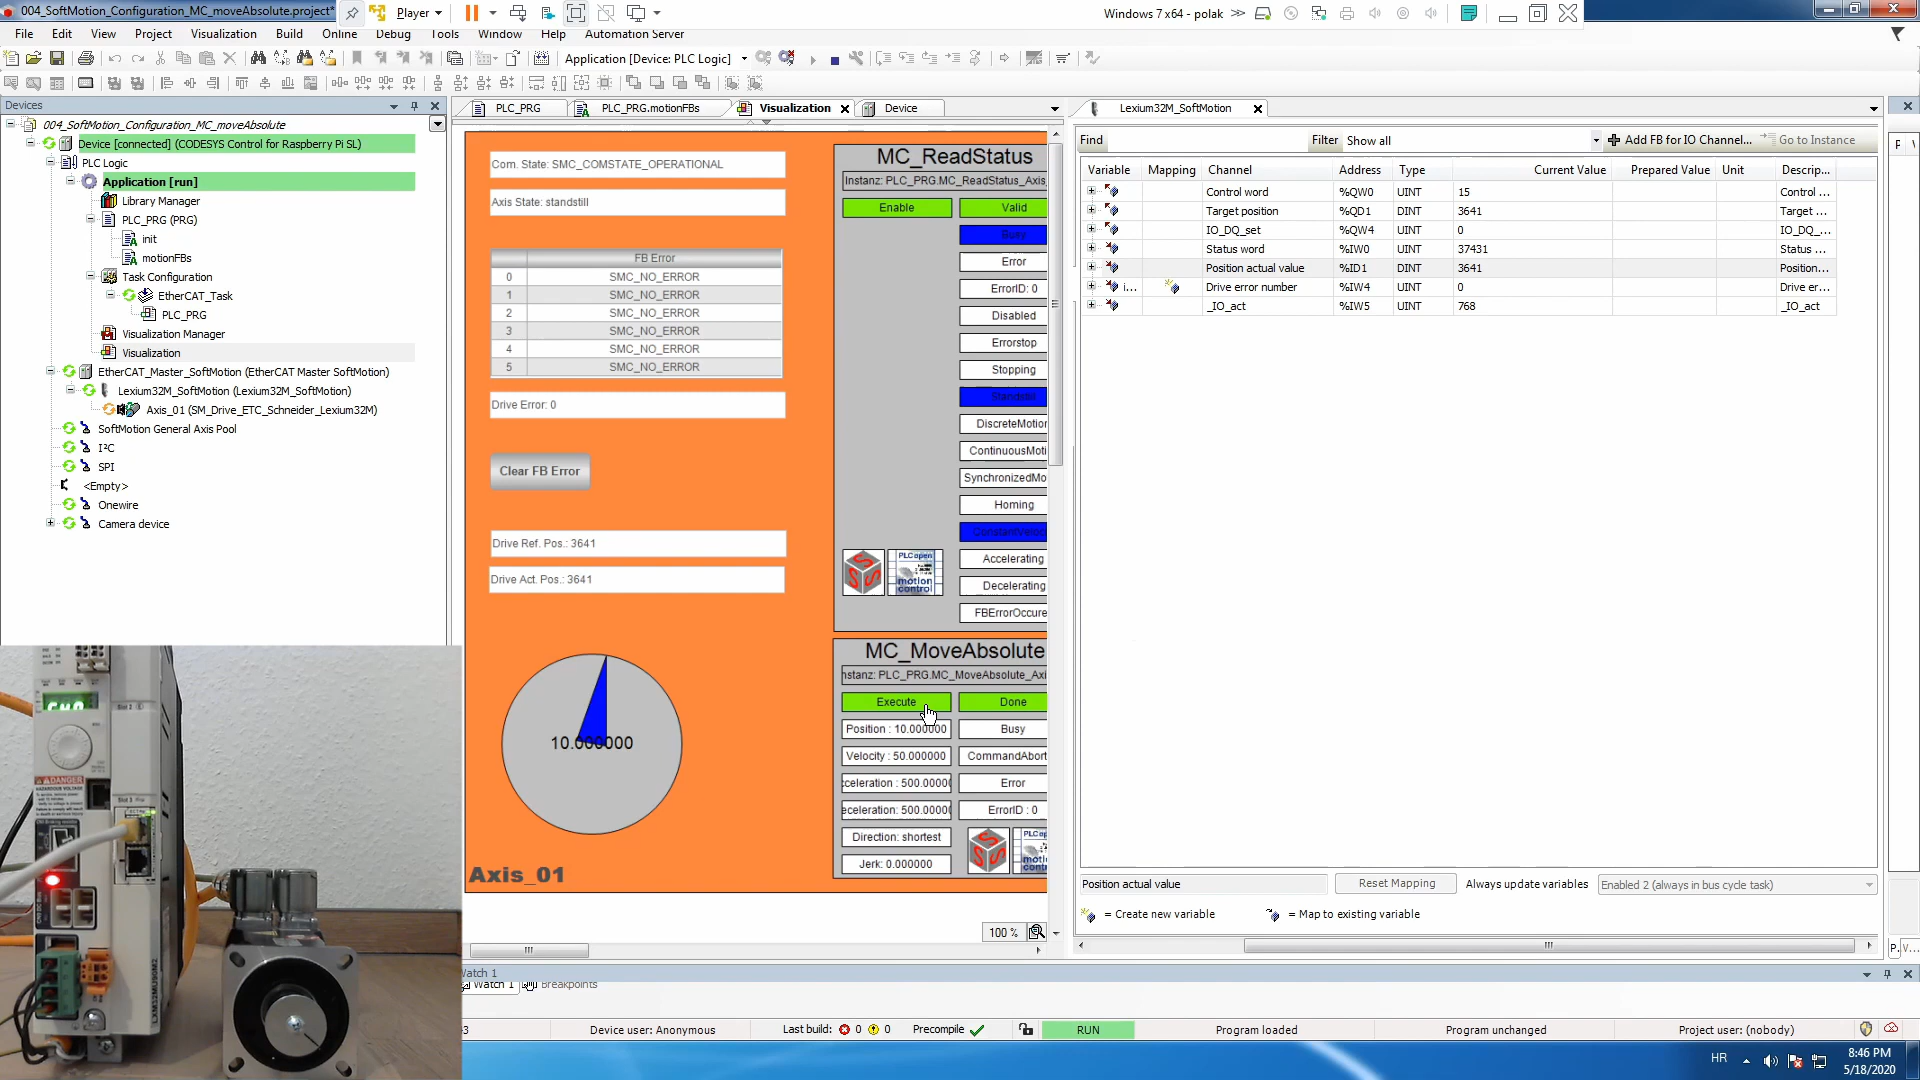 004_SoftMotion_Configuration_MC_moveAbsolute.project*
Player
Windows 7 x64 - polak
File Edit View Project Visualization Build Online Debug Tools Window Help Automation Server
Application [Device: PLC Logic]
Devices
004_SoftMotion_Configuration_MC_moveAbsolute
Device [connected] (CODESYS Control for Raspberry Pi SL)
PLC Logic
Application [run]
Library Manager
PLC_PRG (PRG)
init
motionFBs
Task Configuration
EtherCAT_Task
PLC_PRG
Visualization Manager
Visualization
EtherCAT_Master_SoftMotion (EtherCAT Master SoftMotion)
Lexium32M_SoftMotion (Lexium32M_SoftMotion)
Axis_01 (SM_Drive_ETC_Schneider_Lexium32M)
SoftMotion General Axis Pool
I²C
SPI
<Empty>
Onewire
Camera device
PLC_PRG PLC_PRG.motionFBs Visualization Device
Com. State: SMC_COMSTATE_OPERATIONAL
Axis State: standstill
FB Error
0 SMC_NO_ERROR
1 SMC_NO_ERROR
2 SMC_NO_ERROR
3 SMC_NO_ERROR
4 SMC_NO_ERROR
5 SMC_NO_ERROR
Drive Error: 0
Clear FB Error
Drive Ref. Pos.: 3641
Drive Act. Pos.: 3641
10.000000
Axis_01
MC_ReadStatus
Instanz: PLC_PRG.MC_ReadStatus_Axis_
Enable Valid
Busy
Error
ErrorID: 0
Disabled
Errorstop
Stopping
Standstill
DiscreteMotion
ContinuousMoti
SynchronizedMo
Homing
ConstantVeloci
Accelerating
Decelerating
FBErrorOccure
PLCopen
motion
control
MC_MoveAbsolute
nstanz: PLC_PRG.MC_MoveAbsolute_Axi
Execute Done
Position : 10.000000 Busy
Velocity : 50.000000 CommandAbort
cceleration : 500.00000 Error
eceleration: 500.00000 ErrorID : 0
Direction: shortest
Jerk: 0.000000
100 %
Lexium32M_SoftMotion
Find Filter Show all Add FB for IO Channel... Go to Instance
Variable Mapping Channel Address Type Current Value Prepared Value Unit Descrip...
Control word %QW0 UINT 15 Control ...
Target position %QD1 DINT 3641 Target ...
IO_DQ_set %QW4 UINT 0 IO_DQ_...
Status word %IW0 UINT 37431 Status ...
Position actual value %ID1 DINT 3641 Position...
i... Drive error number %IW4 UINT 0 Drive er...
_IO_act %IW5 UINT 768 _IO_act
Position actual value Reset Mapping Always update variables Enabled 2 (always in bus cycle task)
= Create new variable = Map to existing variable
Watch 1
Watch 1 Breakpoints
Device user: Anonymous Last build: 0 0 Precompile RUN Program loaded Program unchanged Project user: (nobody)
HR 8:46 PM
5/18/2020